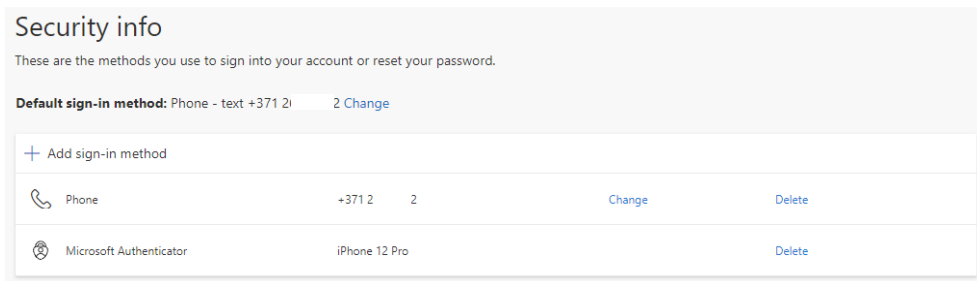 Security info
These are the methods you use to sign into your account or reset your password.
Default sign-in method: Phone - text +371 2 2 Change
+ Add sign-in method
Phone +371 2 2 Change Delete
Microsoft Authenticator iPhone 12 Pro Delete